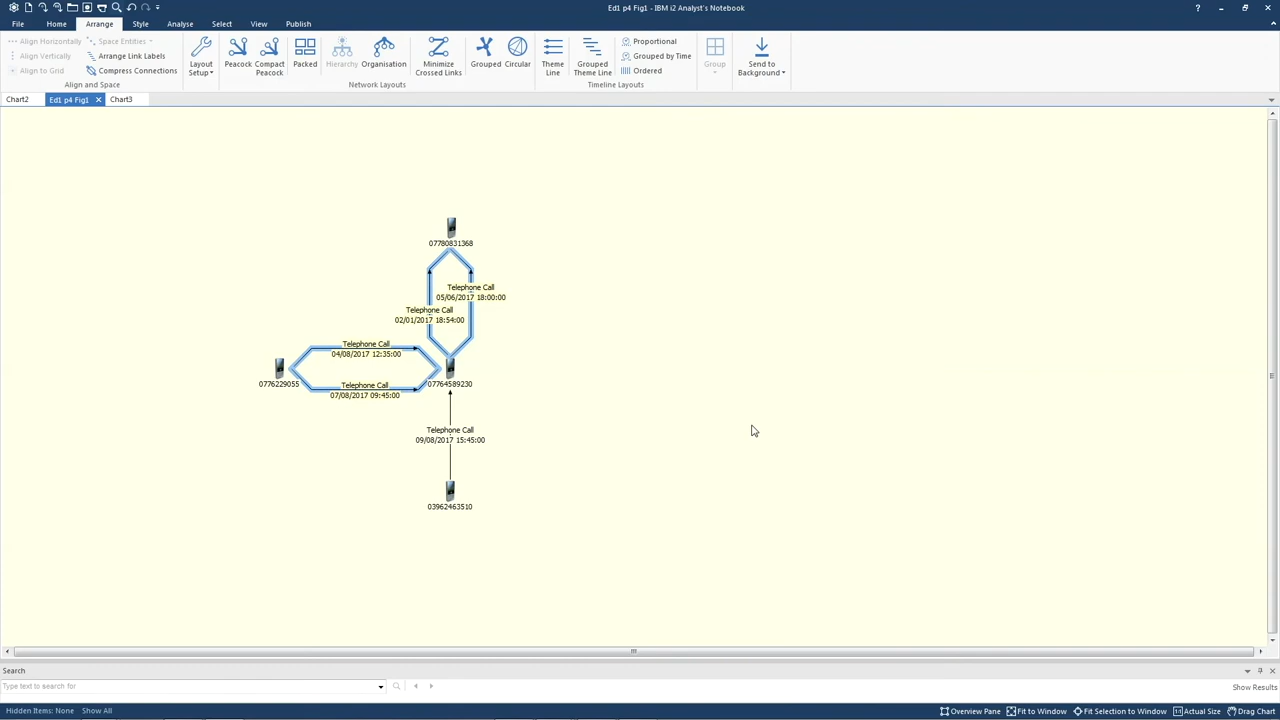 Ed1 p4 Fig1 - IBM i2 Analyst's Notebook
File Home Arrange Style Analyse Select View Publish
Align Horizontally
Align Vertically
Align to Grid
Space Entities
Arrange Link Labels
Compress Connections
Align and Space
Layout
Setup
Peacock
Compact
Peacock
Packed
Hierarchy
Organisation
Minimize
Crossed Links
Grouped
Circular
Network Layouts
Theme
Line
Grouped
Theme Line
Proportional
Grouped by Time
Ordered
Timeline Layouts
Group
Send to
Background
Chart2 Ed1 p4 Fig1 Chart3
07780831368
Telephone Call
05/06/2017 18:00:00
Telephone Call
02/01/2017 18:54:00
Telephone Call
04/08/2017 12:35:00
0776229055
07764589230
Telephone Call
07/08/2017 09:45:00
Telephone Call
09/08/2017 15:45:00
03962463510
Search
Type text to search for
Show Results
Hidden Items: None Show All
Overview Pane Fit to Window Fit Selection to Window Actual Size Drag Chart